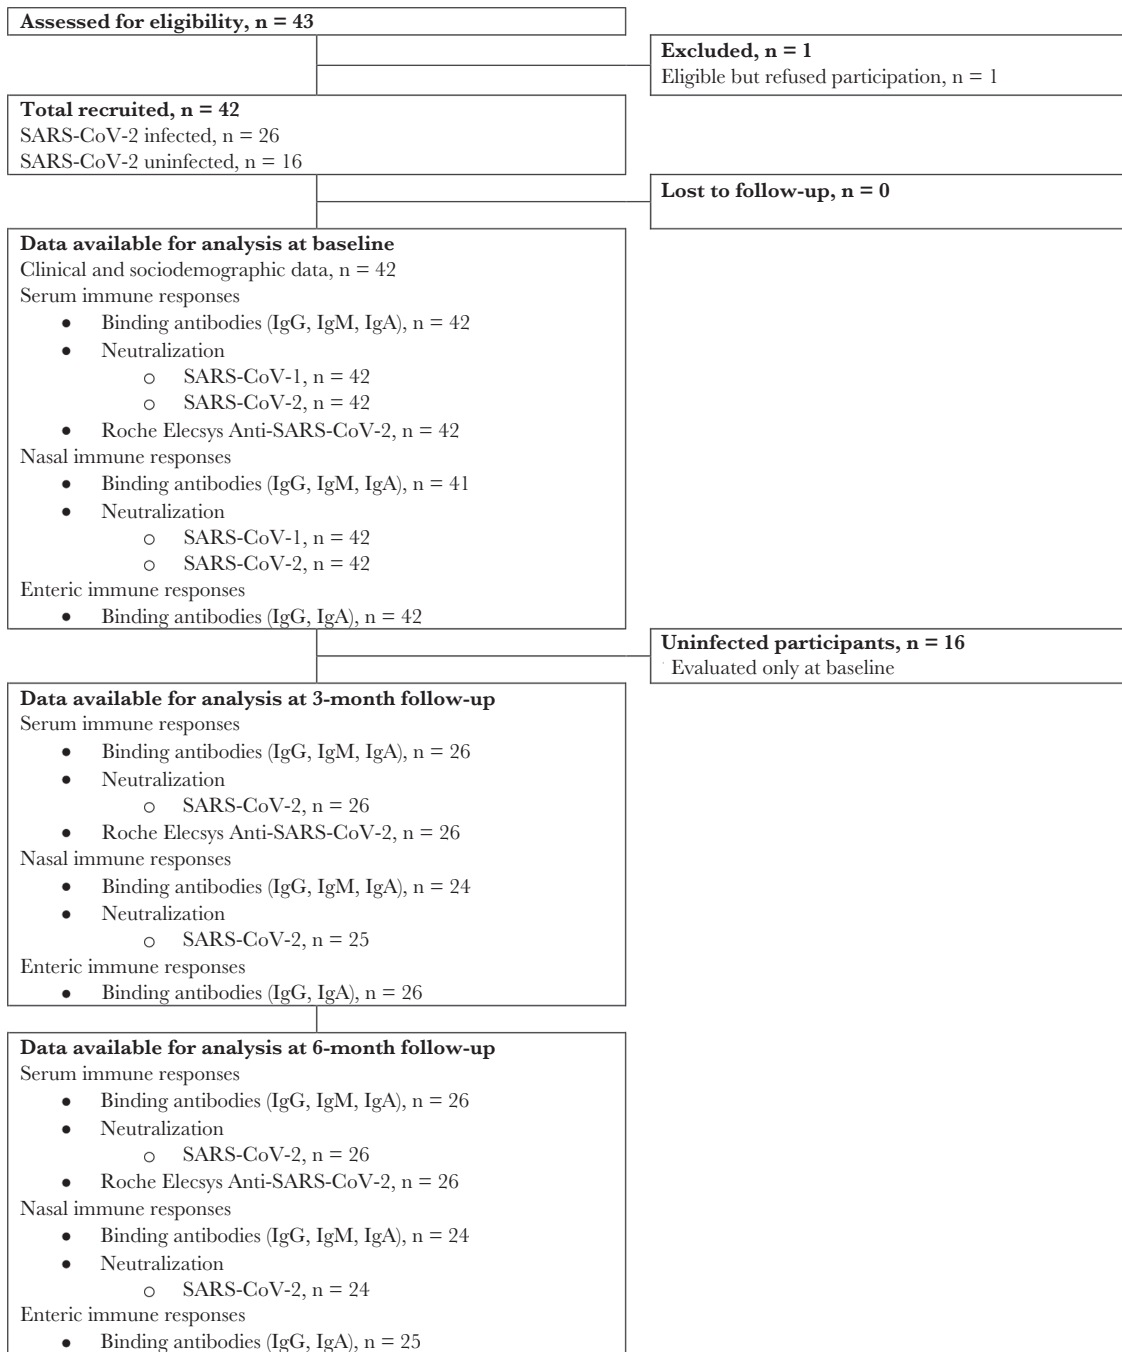 Assessed for eligibility, n = 43
Excluded, n = 1
Eligible but refused participation, n = 1
Total recruited, n = 42
SARS-CoV-2 infected, n = 26
SARS-CoV-2 uninfected, n = 16
Lost to follow-up, n = 0
Data available for analysis at baseline
Clinical and sociodemographic data, n = 42
Serum immune responses
● Binding antibodies (IgG, IgM, IgA), n = 42
● Neutralization
○ SARS-CoV-1, n = 42
○ SARS-CoV-2, n = 42
● Roche Elecsys Anti-SARS-CoV-2, n = 42
Nasal immune responses
● Binding antibodies (IgG, IgM, IgA), n = 41
● Neutralization
○ SARS-CoV-1, n = 42
○ SARS-CoV-2, n = 42
Enteric immune responses
● Binding antibodies (IgG, IgA), n = 42
Uninfected participants, n = 16
Evaluated only at baseline
Data available for analysis at 3-month follow-up
Serum immune responses
● Binding antibodies (IgG, IgM, IgA), n = 26
● Neutralization
○ SARS-CoV-2, n = 26
● Roche Elecsys Anti-SARS-CoV-2, n = 26
Nasal immune responses
● Binding antibodies (IgG, IgM, IgA), n = 24
● Neutralization
○ SARS-CoV-2, n = 25
Enteric immune responses
● Binding antibodies (IgG, IgA), n = 26
Data available for analysis at 6-month follow-up
Serum immune responses
● Binding antibodies (IgG, IgM, IgA), n = 26
● Neutralization
○ SARS-CoV-2, n = 26
● Roche Elecsys Anti-SARS-CoV-2, n = 26
Nasal immune responses
● Binding antibodies (IgG, IgM, IgA), n = 24
● Neutralization
○ SARS-CoV-2, n = 24
Enteric immune responses
● Binding antibodies (IgG, IgA), n = 25